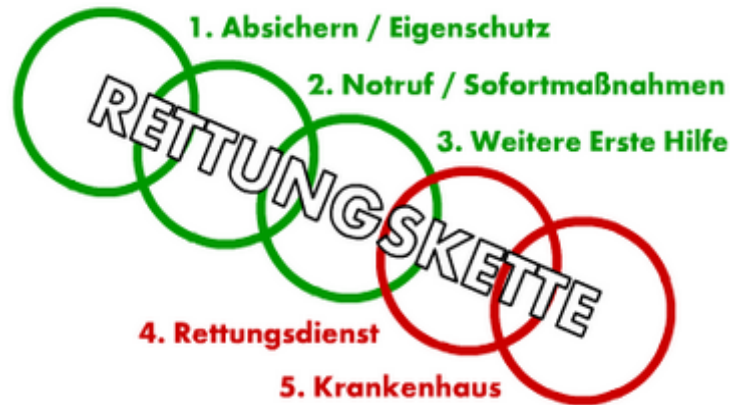 1. Absichern / Eigenschutz
2. Notruf / Sofortmaßnahmen
3. Weitere Erste Hilfe
RETTUNGSKETTE
4. Rettungsdienst
5. Krankenhaus